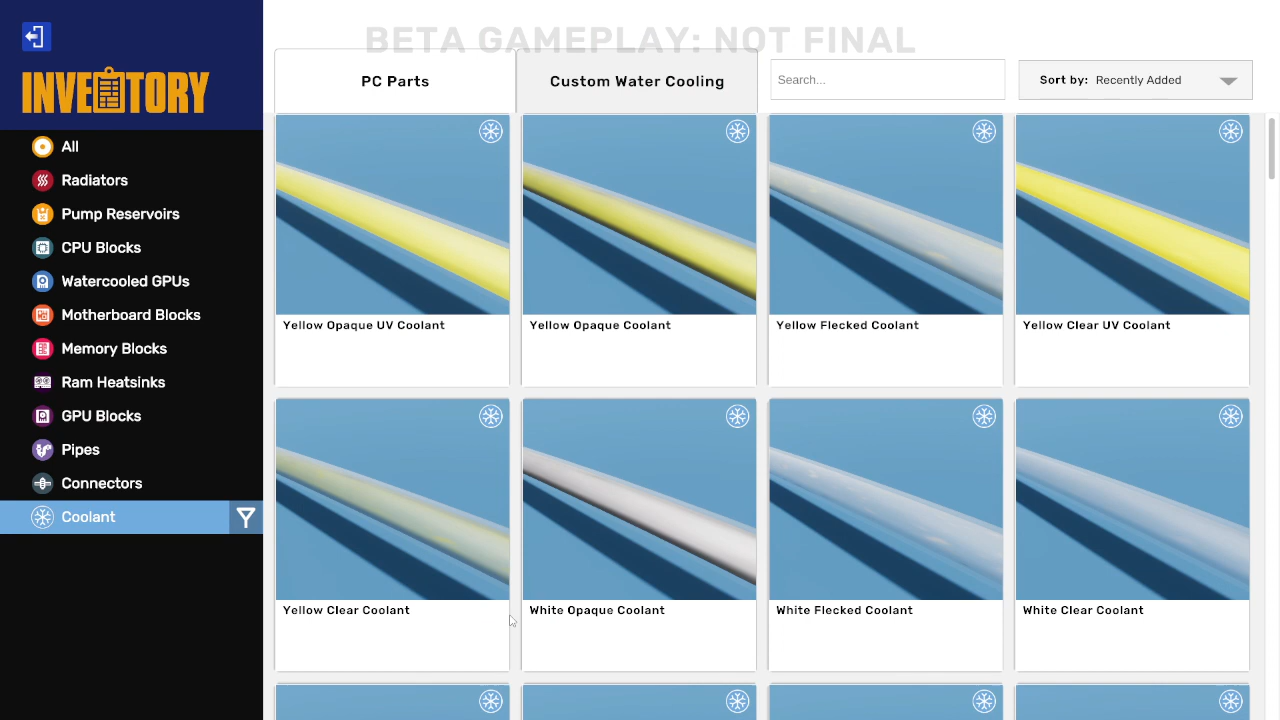 BETA GAMEPLAY: NOT FINAL
INVENTORY
PC Parts
Custom Water Cooling
Search...
Sort by: Recently Added
All
Radiators
Pump Reservoirs
CPU Blocks
Watercooled GPUs
Motherboard Blocks
Memory Blocks
Ram Heatsinks
GPU Blocks
Pipes
Connectors
Coolant
Yellow Opaque UV Coolant
Yellow Opaque Coolant
Yellow Flecked Coolant
Yellow Clear UV Coolant
Yellow Clear Coolant
White Opaque Coolant
White Flecked Coolant
White Clear Coolant